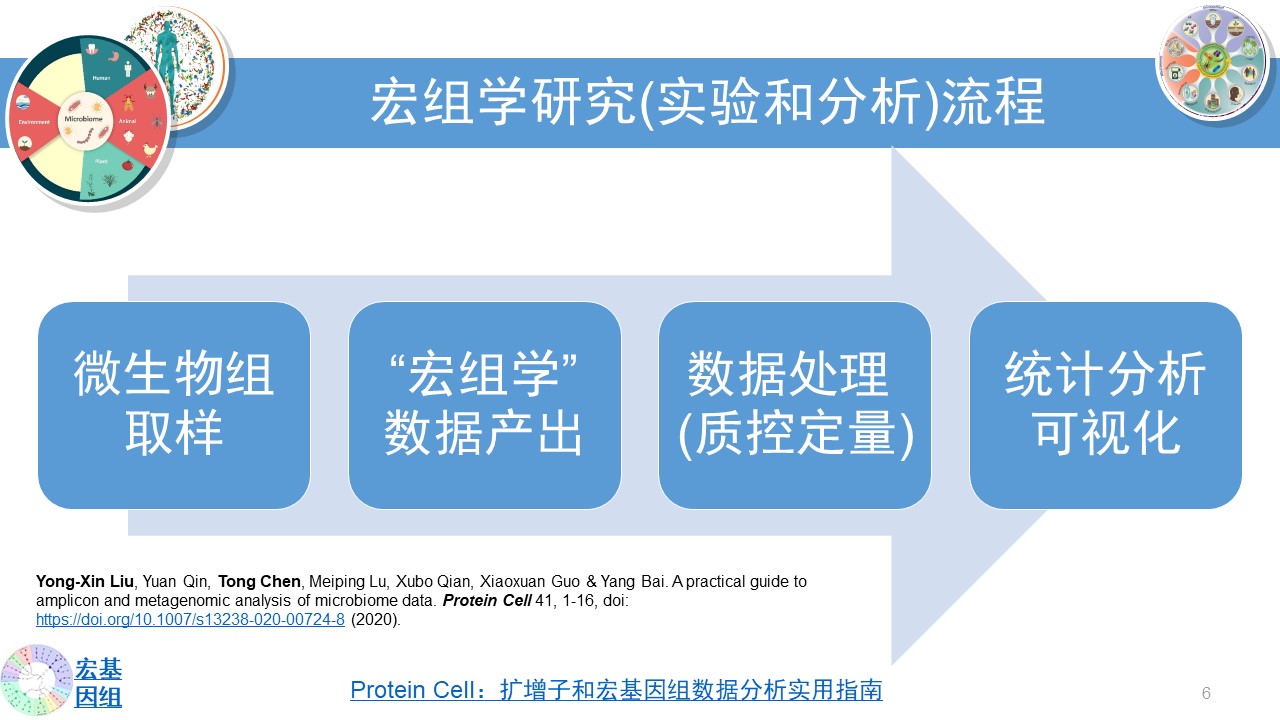 宏组学研究(实验和分析)流程
Human
Microbiome
Environment
Animal
Plant
微生物组
取样
“宏组学”
数据产出
数据处理
(质控定量)
统计分析
可视化
Yong-Xin Liu, Yuan Qin, Tong Chen, Meiping Lu, Xubo Qian, Xiaoxuan Guo & Yang Bai. A practical guide to
amplicon and metagenomic analysis of microbiome data. Protein Cell 41, 1-16, doi:
https://doi.org/10.1007/s13238-020-00724-8 (2020).
宏基
因组
Protein Cell：扩增子和宏基因组数据分析实用指南
6